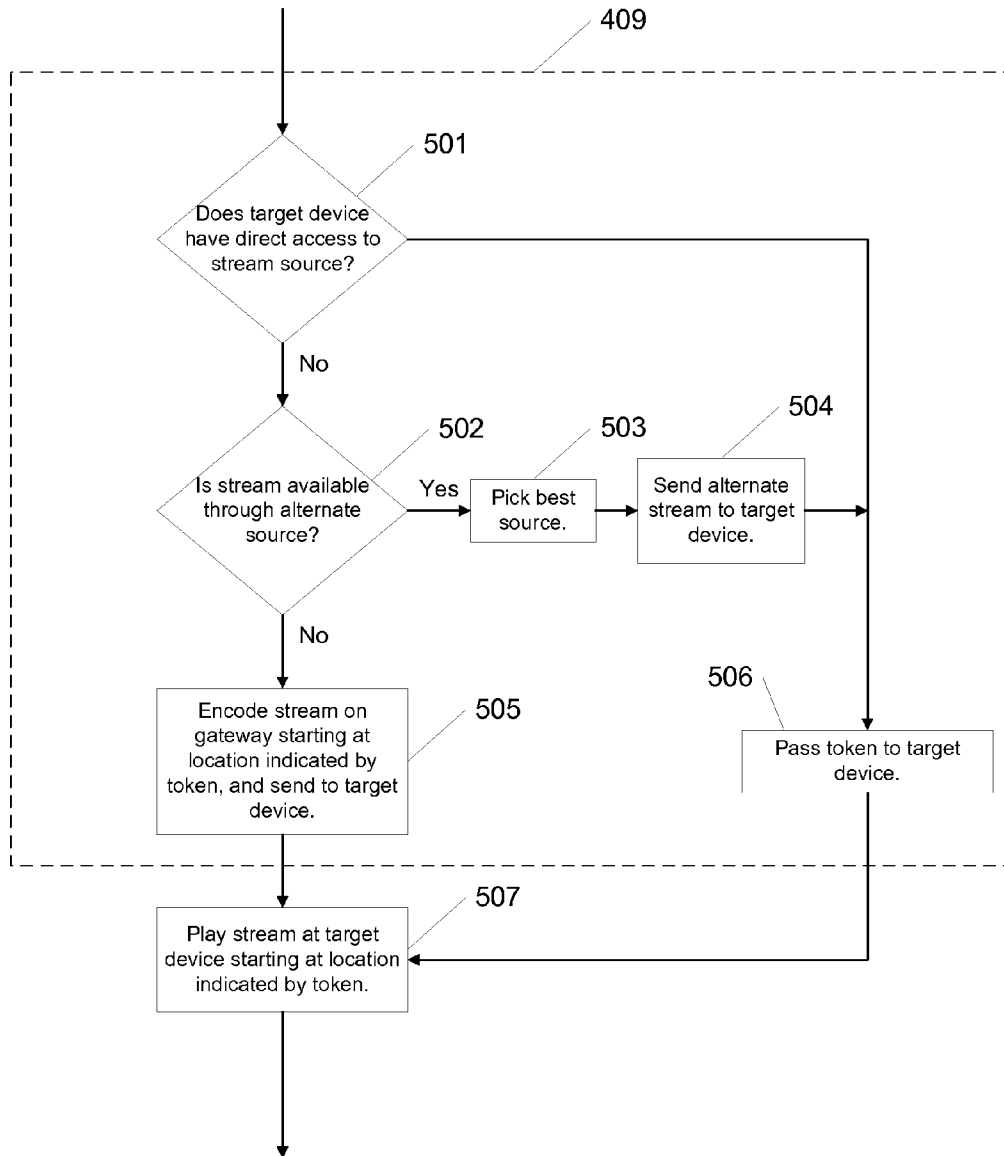 409
501
Does target device
have direct access to
stream source?
No
502
503
504
Is stream available
through alternate
source?
Yes
Pick best
source.
Send alternate
stream to target
device.
No
505
506
Encode stream on
gateway starting at
location indicated by
token, and send to target
device.
Pass token to target
device.
507
Play stream at target
device starting at location
indicated by token.